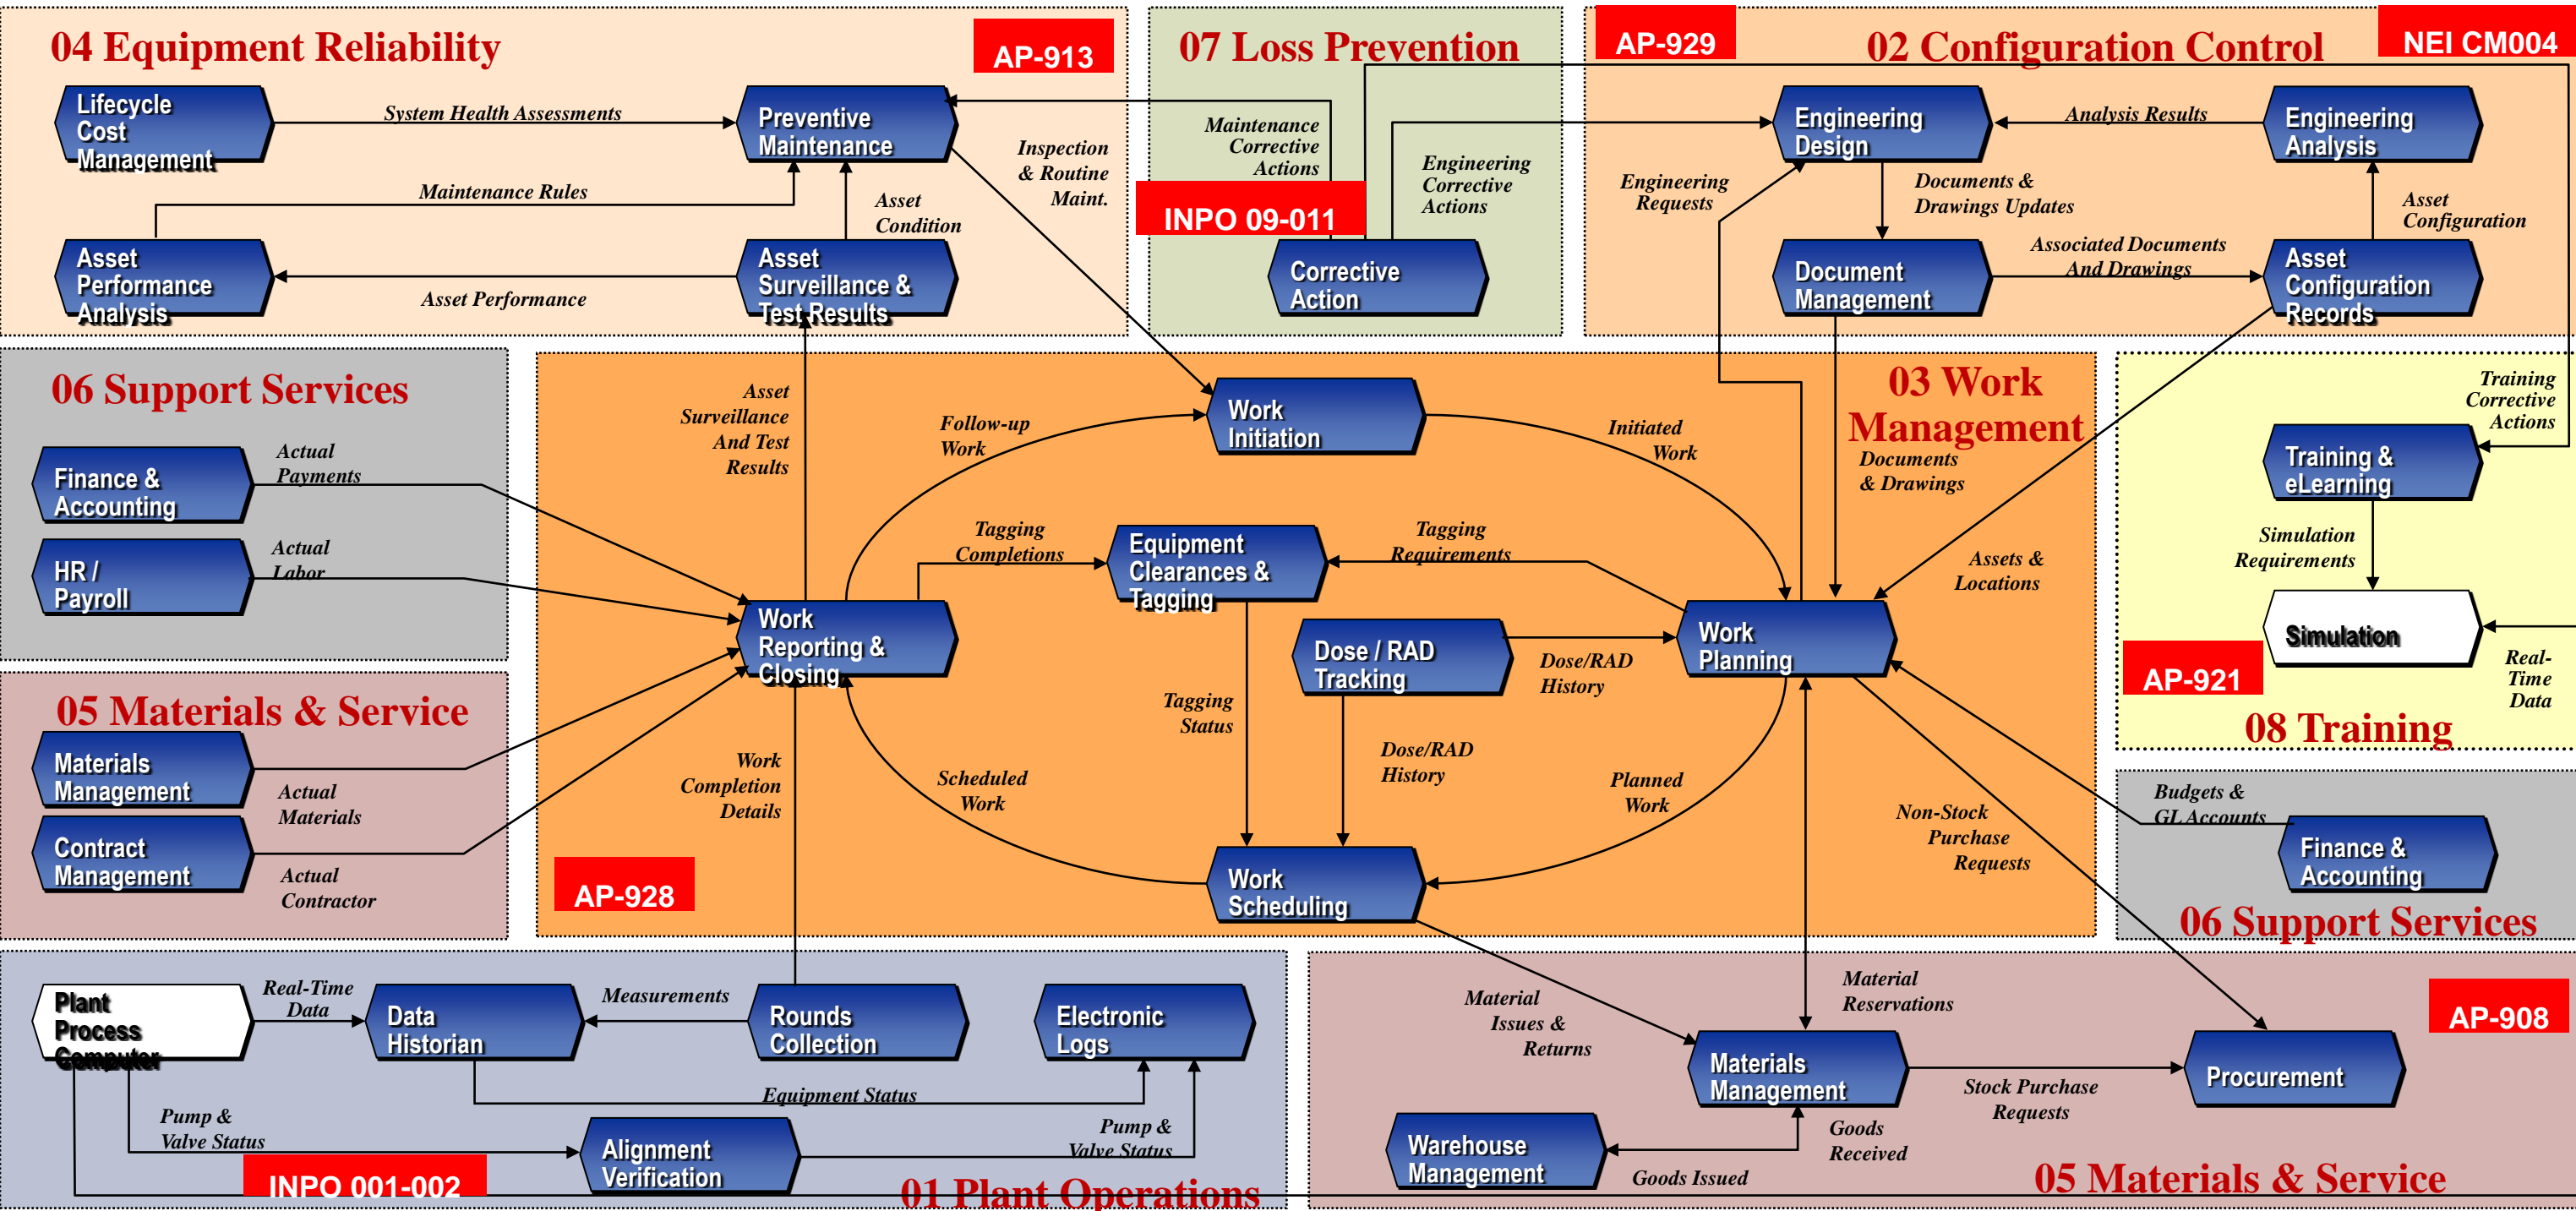 04 Equipment Reliability
AP-913
Lifecycle
Cost
Management
System Health Assessments
Preventive
Maintenance
Maintenance Rules
Asset
Condition
Inspection
& Routine
Maint.
Asset
Performance
Analysis
Asset Performance
Asset
Surveillance &
Test Results
07 Loss Prevention
Maintenance
Corrective
Actions
INPO 09-011
Engineering
Corrective
Actions
Corrective
Action
AP-929
02 Configuration Control
NEI CM004
Engineering
Design
Analysis Results
Engineering
Analysis
Engineering
Requests
Documents &
Drawings Updates
Asset
Configuration
Document
Management
Associated Documents
And Drawings
Asset
Configuration
Records
06 Support Services
Finance &
Accounting
Actual
Payments
HR /
Payroll
Actual
Labor
05 Materials & Service
Materials
Management
Actual
Materials
Contract
Management
Actual
Contractor
03 Work
Management
Asset
Surveillance
And Test
Results
Follow-up
Work
Work
Initiation
Initiated
Work
Documents
& Drawings
Tagging
Completions
Equipment
Clearances &
Tagging
Tagging
Requirements
Assets &
Locations
Work
Reporting &
Closing
Dose / RAD
Tracking
Dose/RAD
History
Work
Planning
Tagging
Status
Dose/RAD
History
Work
Completion
Details
Scheduled
Work
Planned
Work
Non-Stock
Purchase
Requests
AP-928
Work
Scheduling
Training
Corrective
Actions
Training &
eLearning
Simulation
Requirements
Simulation
AP-921
Real-
Time
Data
08 Training
Budgets &
GL Accounts
Finance &
Accounting
06 Support Services
Plant
Process
Computer
Real-Time
Data
Data
Historian
Measurements
Rounds
Collection
Electronic
Logs
Equipment Status
Pump &
Valve Status
Alignment
Verification
Pump &
Valve Status
INPO 001-002
01 Plant Operations
Material
Issues &
Returns
Material
Reservations
AP-908
Materials
Management
Stock Purchase
Requests
Procurement
Warehouse
Management
Goods
Received
Goods Issued
05 Materials & Service